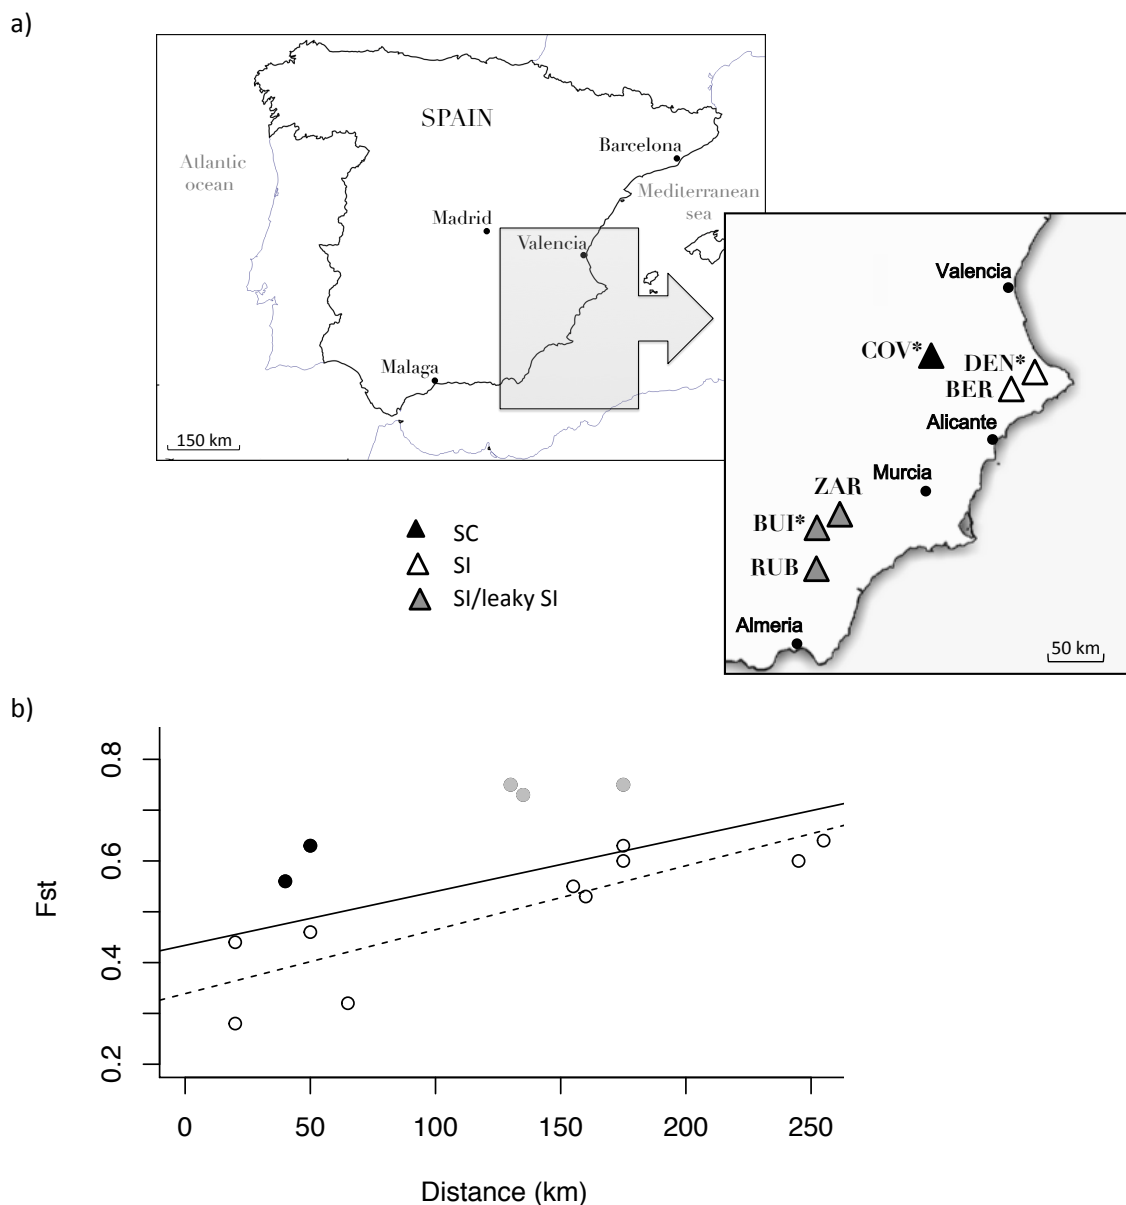 a)
SPAIN
Barcelona
Atlantic
ocean
Mediterranean
sea
Madrid
Valencia
Malaga
150 km
Valencia
COV*
DEN*
BER
Alicante
Murcia
ZAR
BUI*
RUB
Almeria
50 km
SC
SI
SI/leaky SI
b)
0.8
0.6
0.4
0.2
Fst
0 50 100 150 200 250
Distance (km)